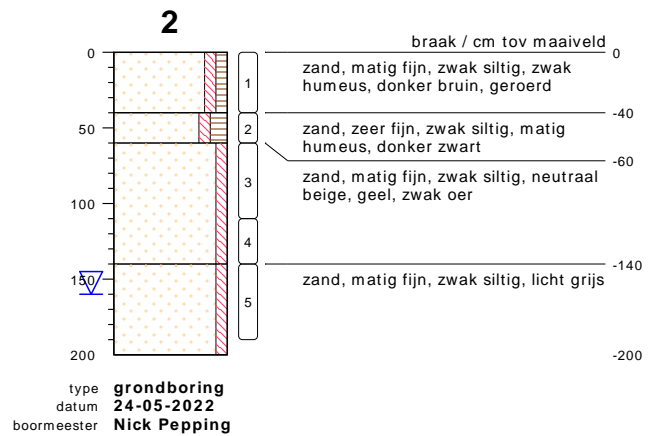 2
braak / cm tov maaiveld
0
0
zand, matig fijn, zwak siltig, zwak
humeus, donker bruin, geroerd
1
-40
50
2
zand, zeer fijn, zwak siltig, matig
humeus, donker zwart
-60
zand, matig fijn, zwak siltig, neutraal
beige, geel, zwak oer
3
100
4
-140
150
zand, matig fijn, zwak siltig, licht grijs
5
200
-200
type grondboring
datum 24-05-2022
boormeester Nick Pepping